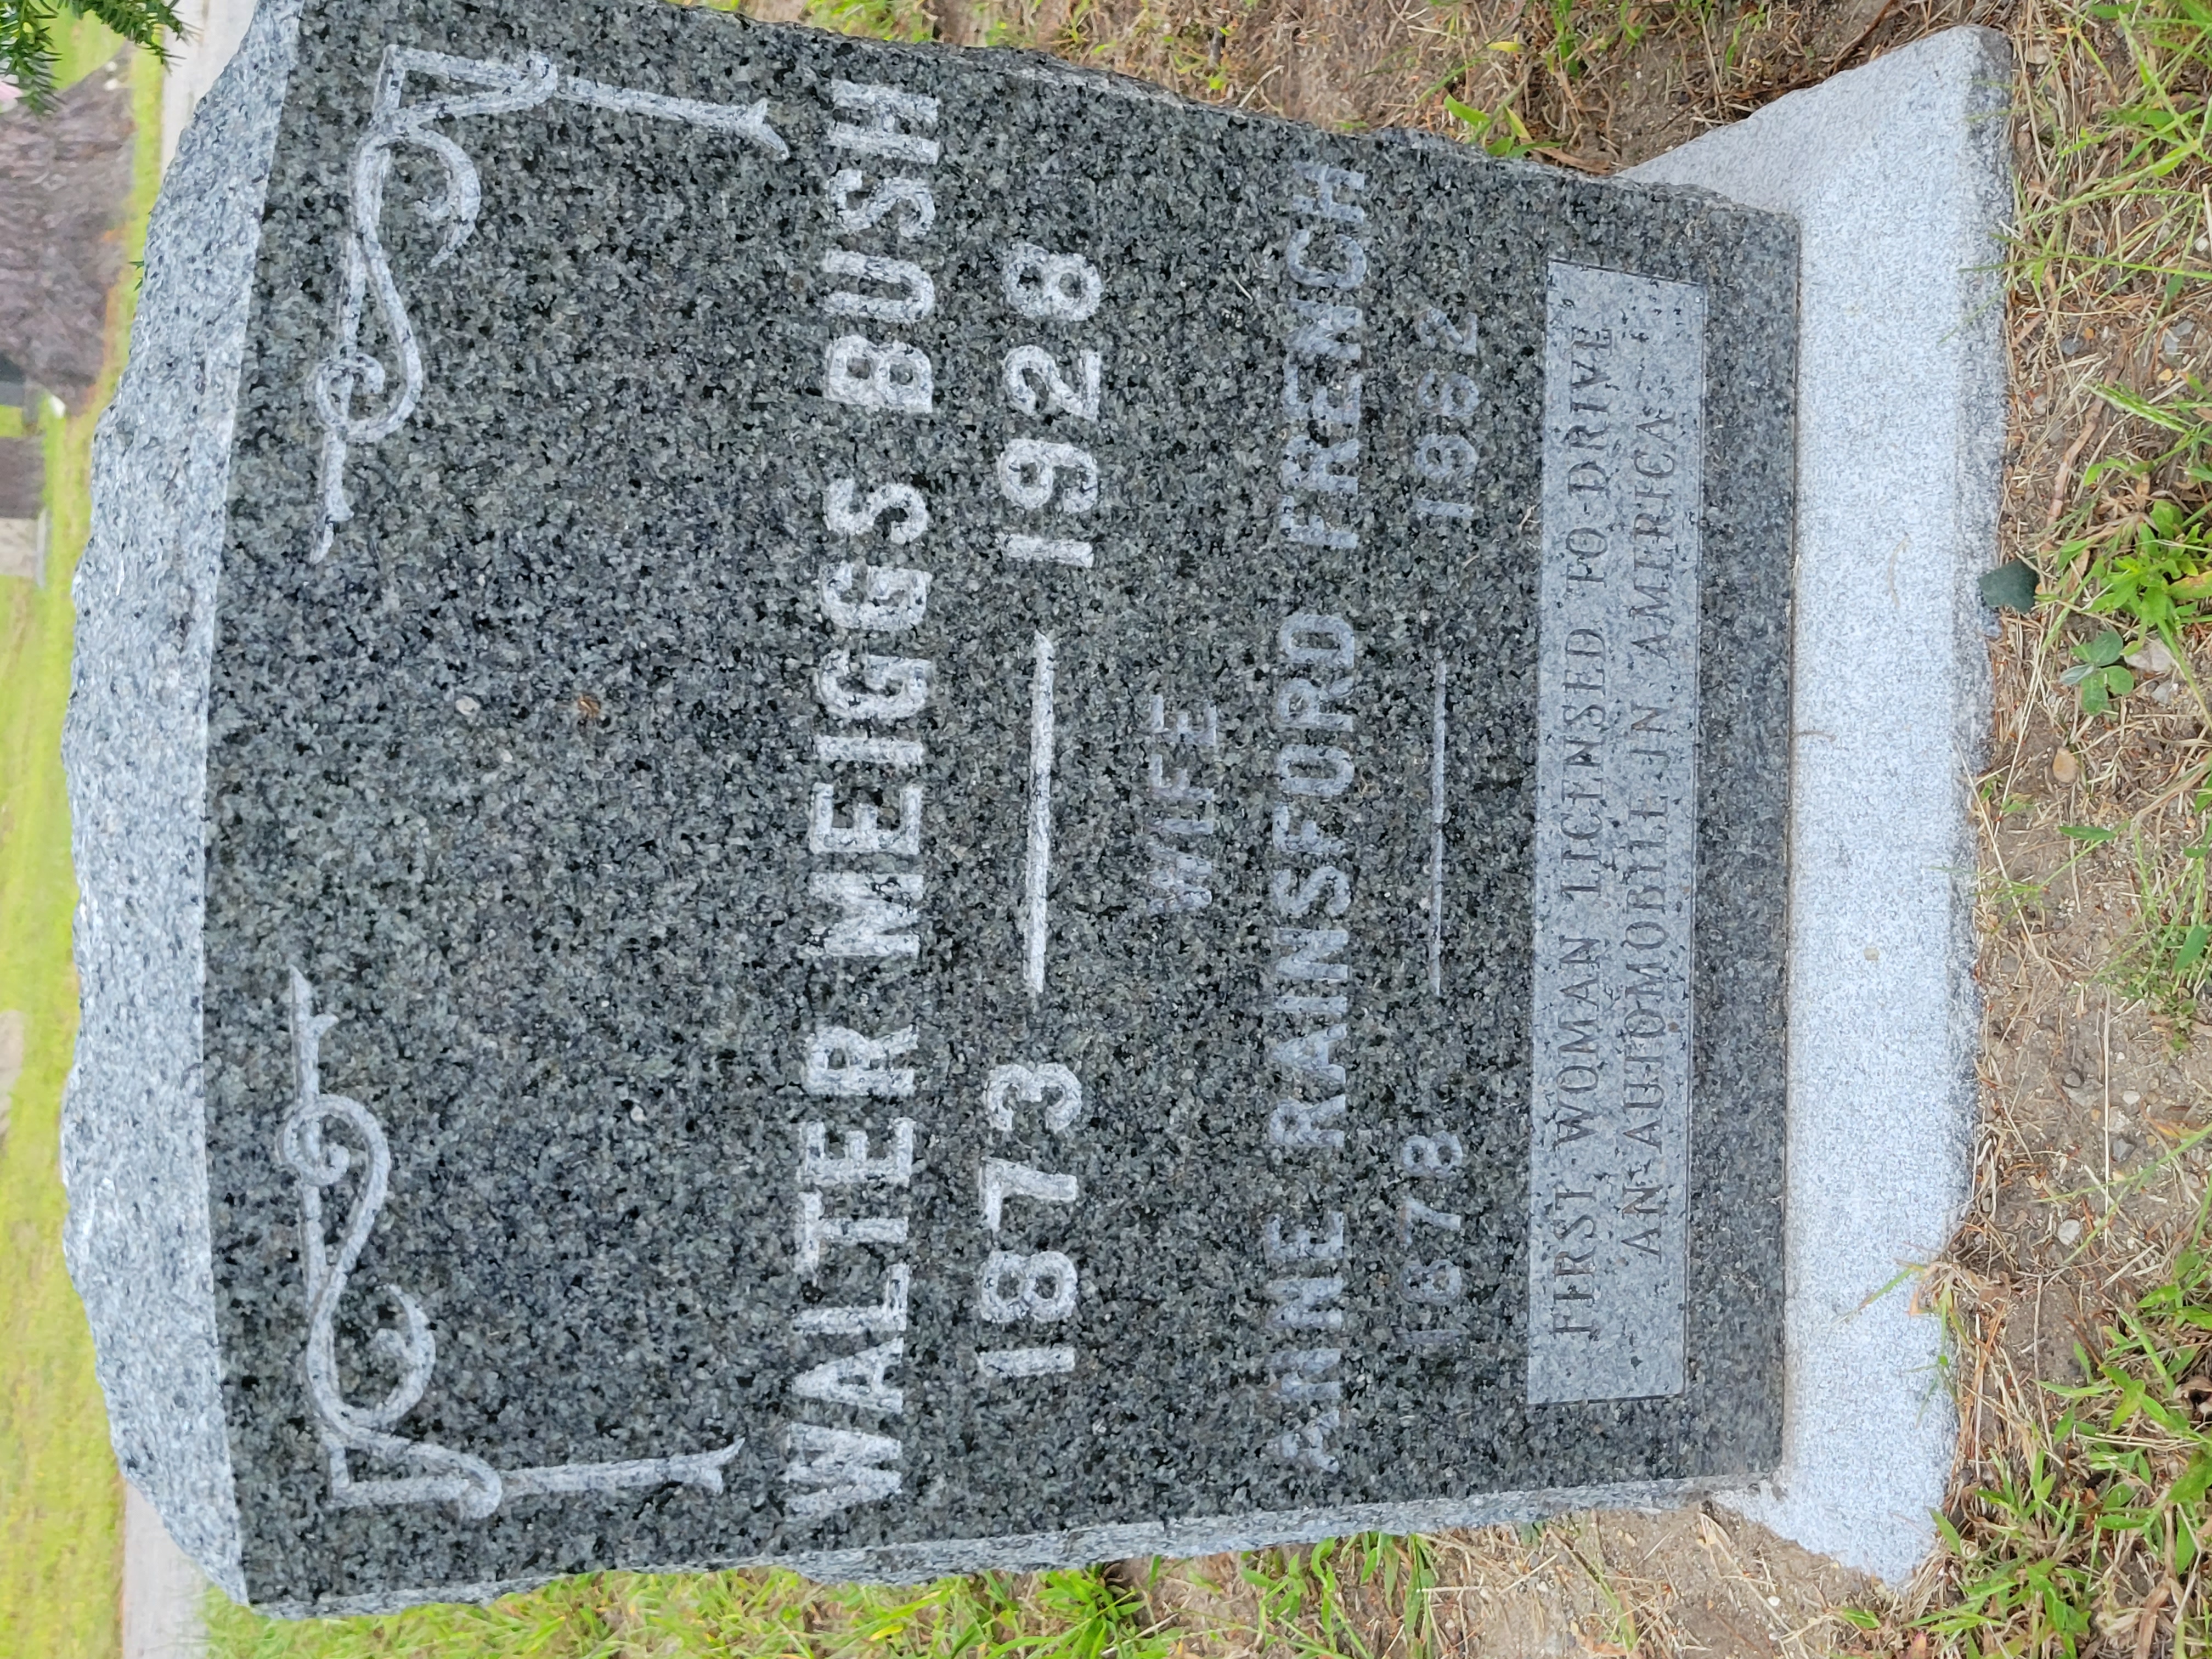 WALTER MEIGGS BUSH
1873 — 1928
WIFE
ANNE RAINSFORD FRENCH
1878 — 1952
FIRST WOMAN LICENSED TO DRIVE
AN AUTOMOBILE IN AMERICA